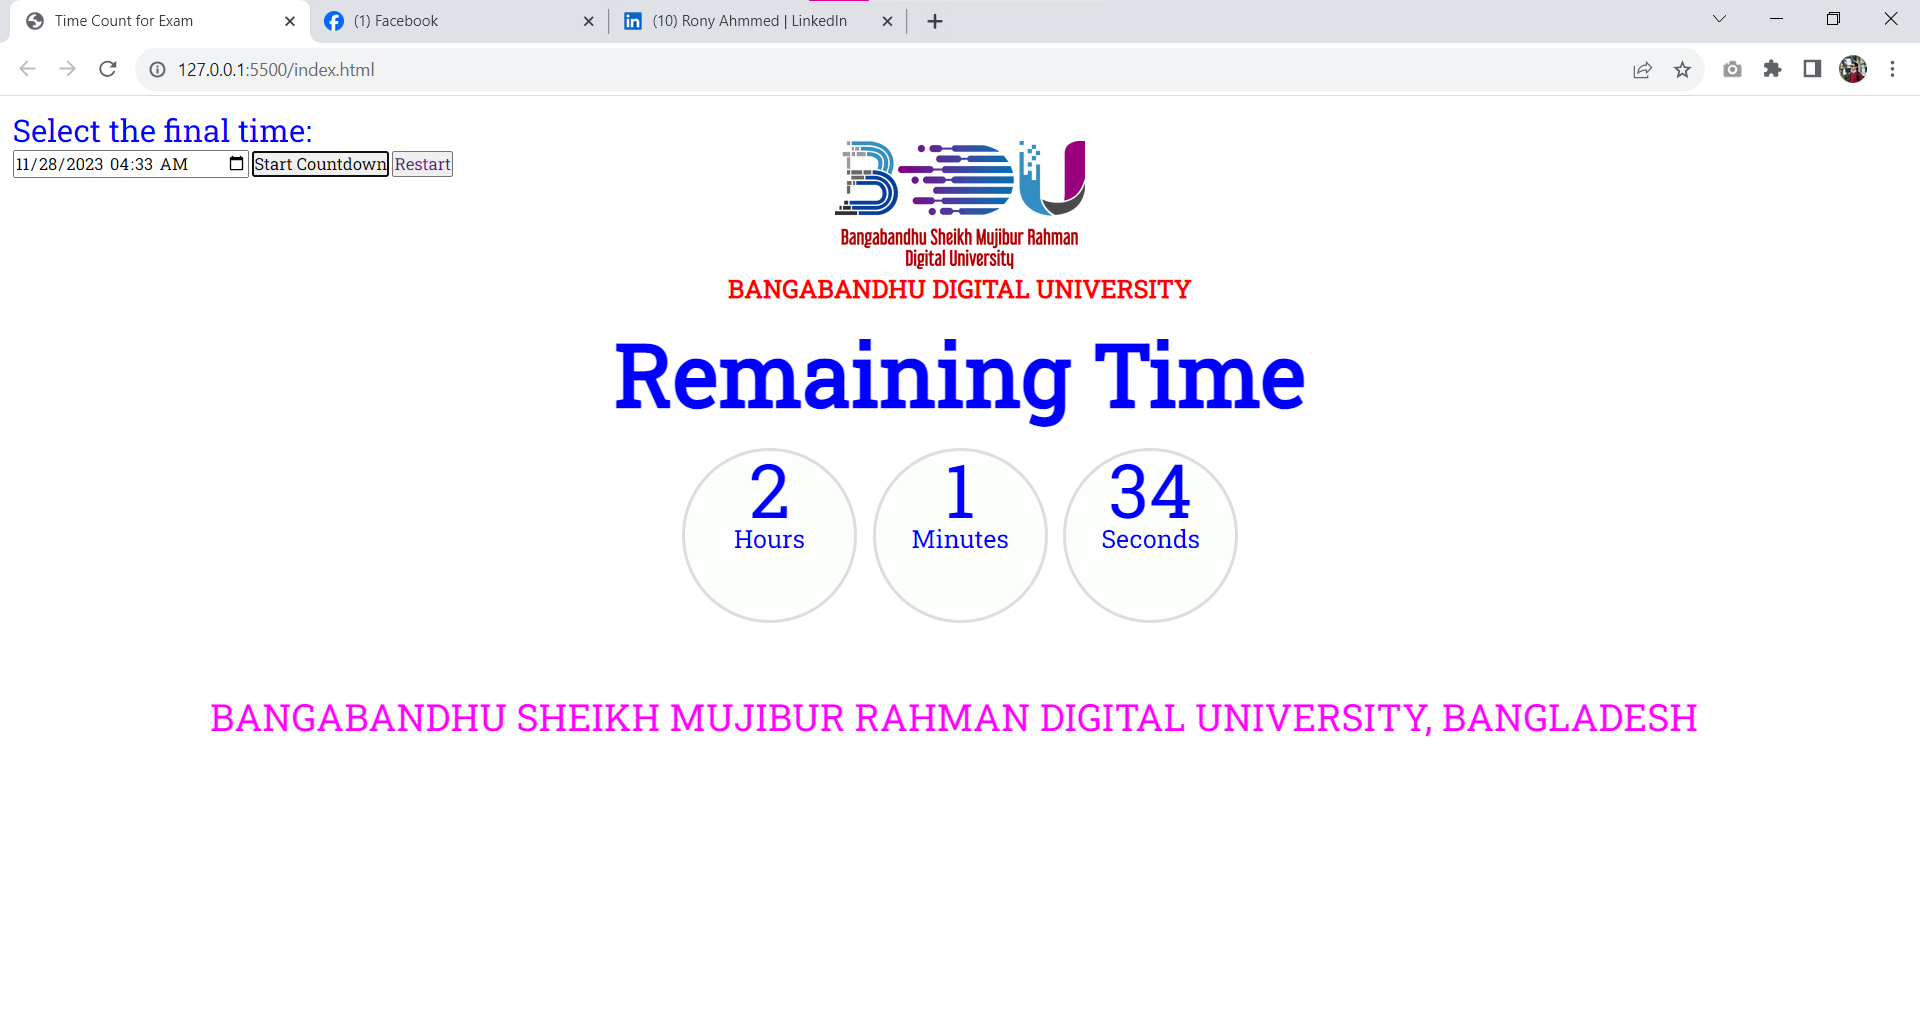 Time Count for Exam
(1) Facebook
in (10) Rony Ahmmed | LinkedIn
127.0.0.1:5500/index.html
Select the final time:
11/28/2023 04:33 AM Start Countdown Restart
BDU
Bangabandhu Sheikh Mujibur Rahman
Digital University
BANGABANDHU DIGITAL UNIVERSITY
Remaining Time
2 1 34
Hours Minutes Seconds
BANGABANDHU SHEIKH MUJIBUR RAHMAN DIGITAL UNIVERSITY, BANGLADESH